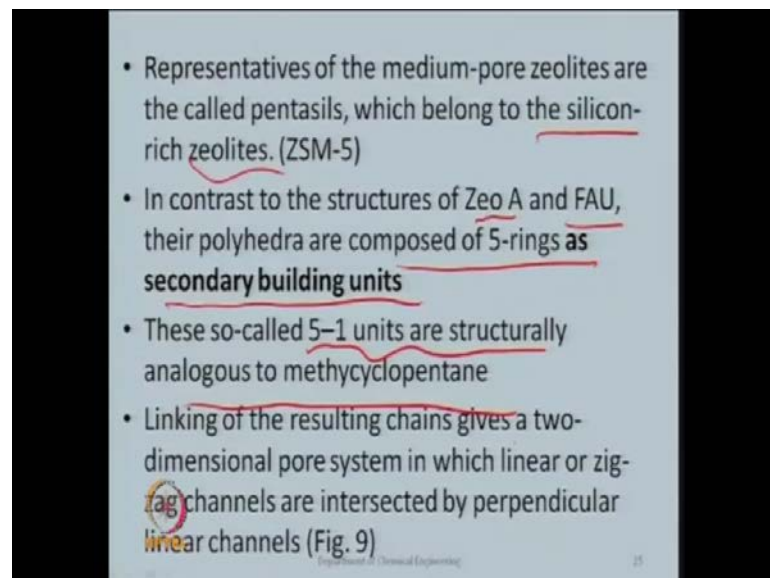 • Representatives of the medium-pore zeolites are
the called pentasils, which belong to the silicon-
rich zeolites. (ZSM-5)
• In contrast to the structures of Zeo A and FAU,
their polyhedra are composed of 5-rings as
secondary building units
• These so-called 5–1 units are structurally
analogous to methycyclopentane
• Linking of the resulting chains gives a two-
dimensional pore system in which linear or zig-
zag channels are intersected by perpendicular
linear channels (Fig. 9)
Department of Chemical Engineering 25